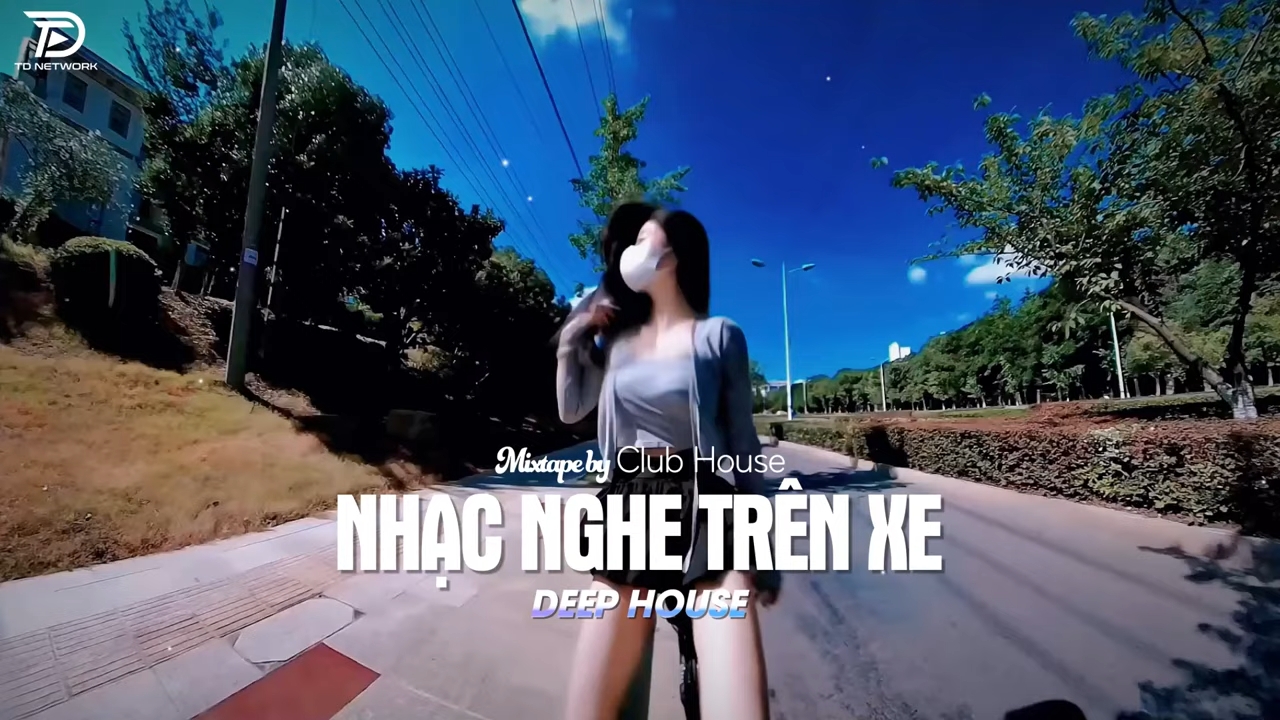 TD NETWORK
Mixtape by Club House
NHẠC NGHE TRÊN XE
DEEP HOUSE